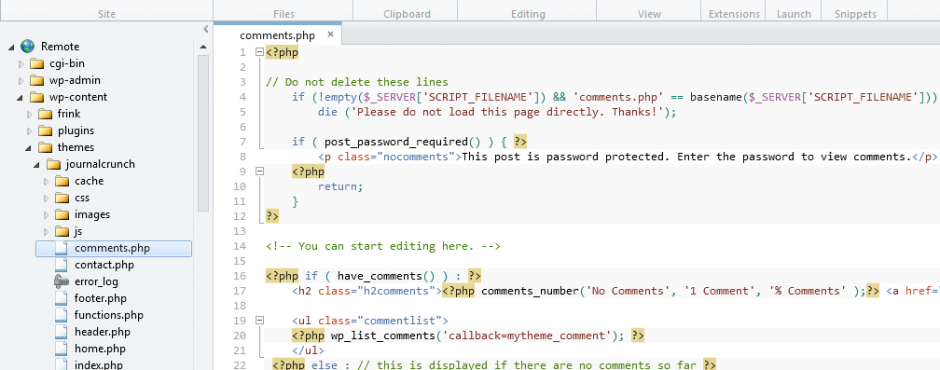 Site Files Clipboard Editing View Extensions Launch Snippets
Remote
cgi-bin
wp-admin
wp-content
frink
plugins
themes
journalcrunch
cache
css
images
js
comments.php
contact.php
error_log
footer.php
functions.php
header.php
home.php
index.php
comments.php ×
1 <?php
2
3 // Do not delete these lines
4 if (!empty($_SERVER['SCRIPT_FILENAME']) && 'comments.php' == basename($_SERVER['SCRIPT_FILENAME']))
5 die ('Please do not load this page directly. Thanks!');
6
7 if ( post_password_required() ) { ?>
8 <p class="nocomments">This post is password protected. Enter the password to view comments.</p>
9 <?php
10 return;
11 }
12 ?>
13
14 <!-- You can start editing here. -->
15
16 <?php if ( have_comments() ) : ?>
17 <h2 class="h2comments"><?php comments_number('No Comments', '1 Comment', '% Comments' );?> <a href="
18
19 <ul class="commentlist">
20 <?php wp_list_comments('callback=mytheme_comment'); ?>
21 </ul>
22 <?php else : // this is displayed if there are no comments so far ?>